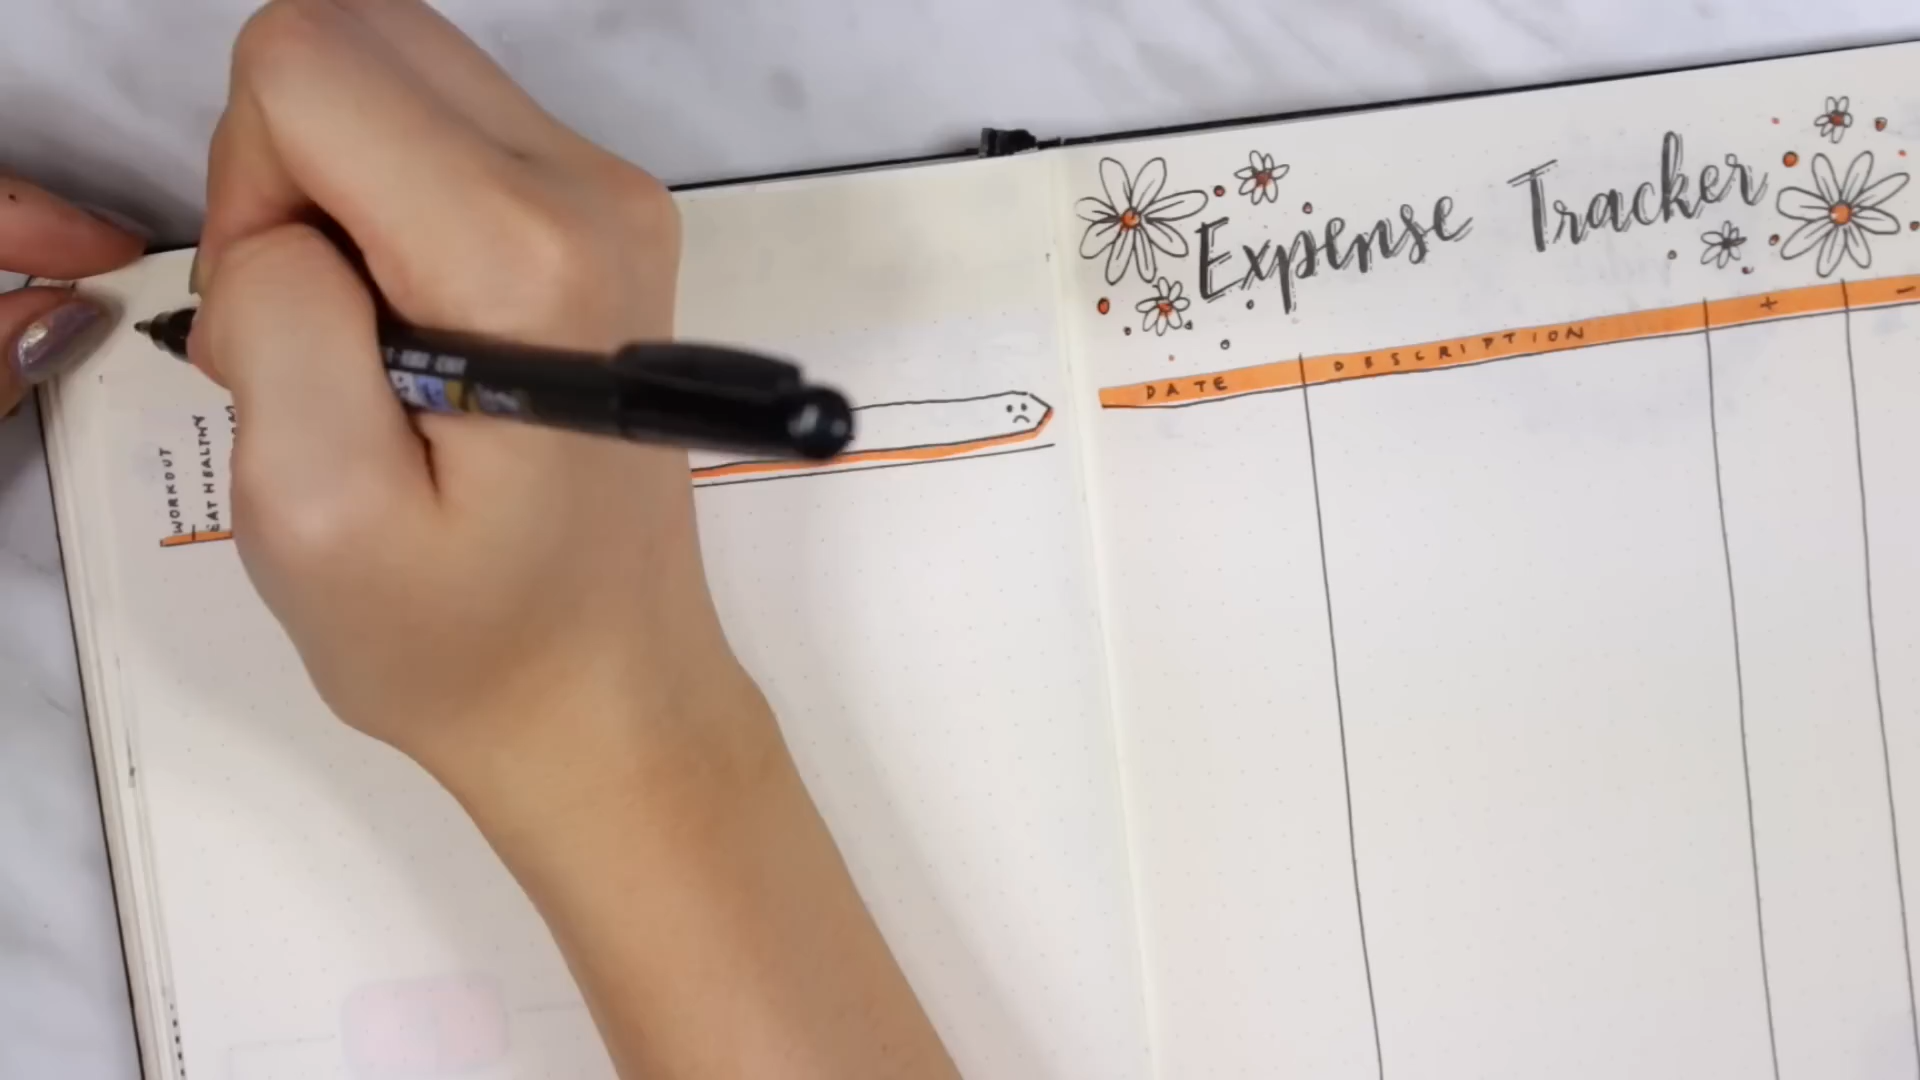 WORKOUT
EAT HEALTHY
Expense Tracker
DATE DESCRIPTION + −